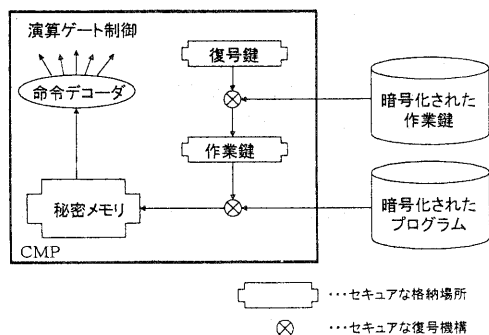 演算ゲート制御
命令デコーダ
秘密メモリ
CMP
復号鍵
作業鍵
暗号化された
作業鍵
暗号化された
プログラム
…セキュアな格納場所
…セキュアな復号機構